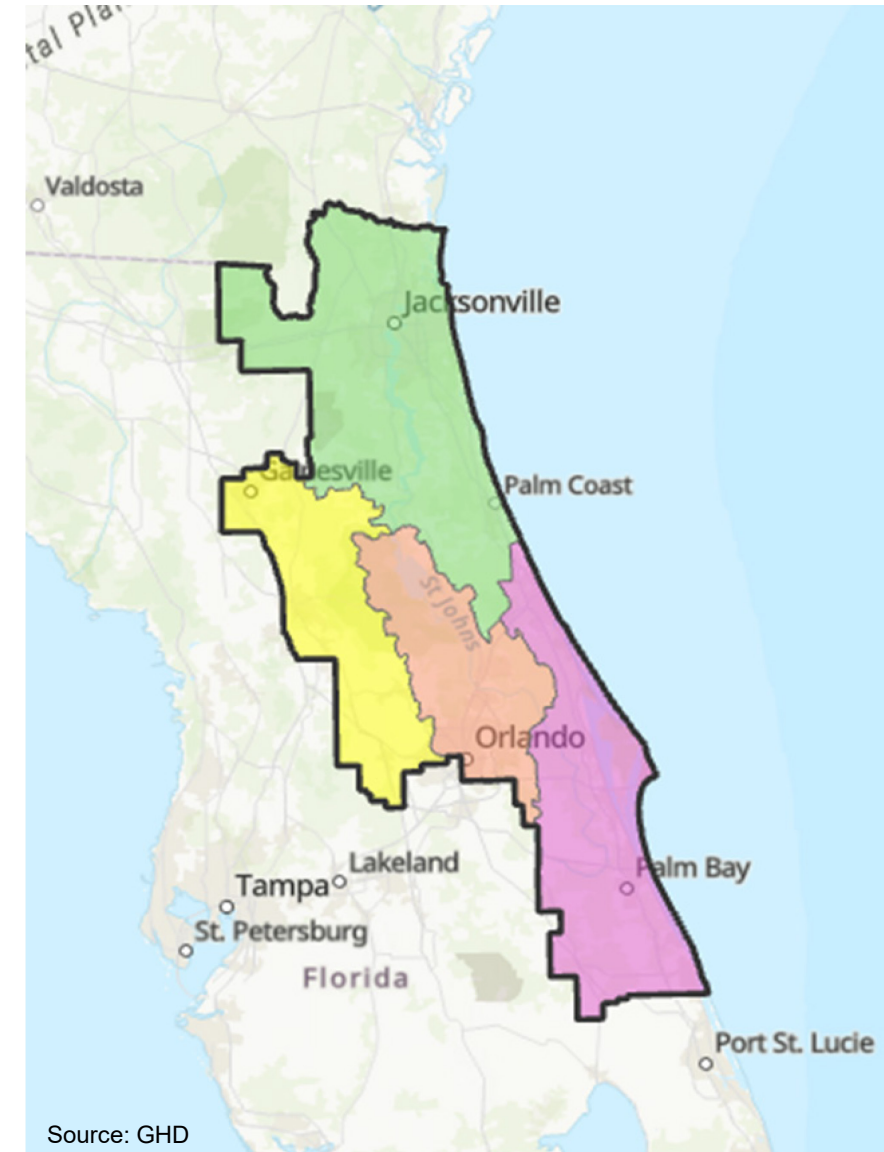 tal Plai
Valdosta
Jacksonville
Gainesville
Palm Coast
St Johns
Orlando
Palm Bay
Lakeland
Tampa
St. Petersburg
Florida
Port St. Lucie
Source: GHD